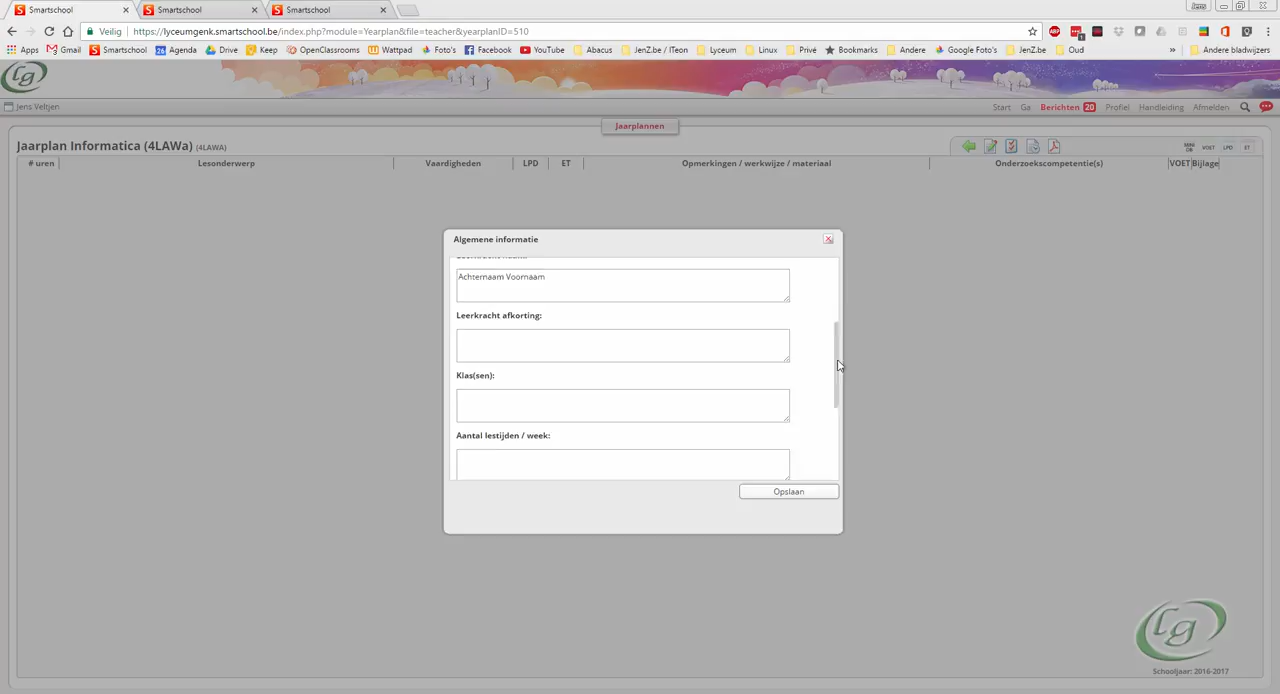 Smartschool
Smartschool
Smartschool
Jens
Veilig
https://lyceumgenk.smartschool.be/index.php?module=Yearplan&file=teacher&yearplanID=510
Apps
Gmail
Smartschool
Agenda
Drive
Keep
OpenClassrooms
Wattpad
Foto's
Facebook
YouTube
Abacus
JenZ.be / ITeon
Lyceum
Linux
Privé
Bookmarks
Andere
Google Foto's
JenZ.be
Oud
»
Andere bladwijzers
lg
Jens Veltjen
Start
Ga
Berichten 20
Profiel
Handleiding
Afmelden
Jaarplannen
Jaarplan Informatica (4LAWa) (4LAWA)
VOET
LPD
ET
# uren
Lesonderwerp
Vaardigheden
LPD
ET
Opmerkingen / werkwijze / materiaal
Onderzoekscompetentie(s)
VOET
Bijlage
Algemene informatie
Achternaam Voornaam
Leerkracht afkorting:
Klas(sen):
Aantal lestijden / week:
Opslaan
lg
Schooljaar: 2016-2017